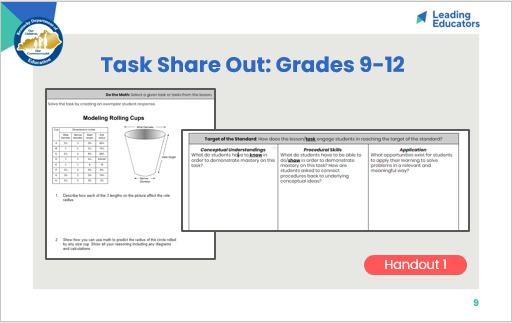 Kentucky Department of
Our Children,
Our Commonwealth
Education
Leading
Educators
Task Share Out: Grades 9-12
Do the Math: Select a given task or tasks from the lesson.
Solve the task by creating an exemplar student response.
Modeling Rolling Cups
1. Describe how each of the 3 lengths on the picture affect the role
radius.
2. Show how you can use math to predict the radius of the circle rolled
by any size cup. Show all your reasoning including any diagrams
and calculations.
Target of the Standard: How does the lesson/task engage students in reaching the target of the standard?
Conceptual Understandings
What do students have to know in
order to demonstrate mastery on this
task?
Procedural Skills
What do students have to be able to
do/show in order to demonstrate
mastery on this task? How are
students asked to connect
procedures back to underlying
conceptual ideas?
Application
What opportunities exist for students
to apply their learning to solve
problems in a relevant and
meaningful way?
Handout 1
9